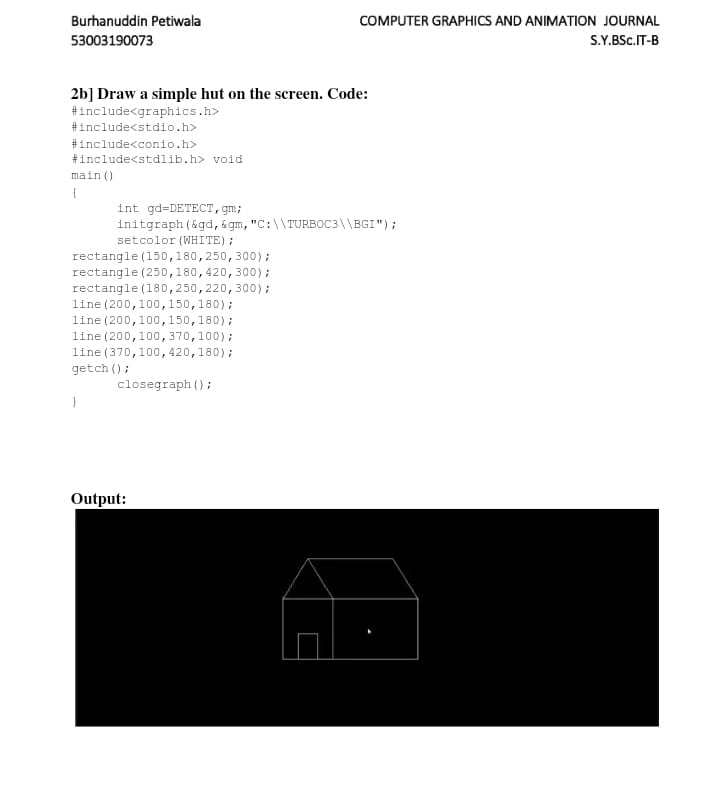 Burhanuddin Petiwala
COMPUTER GRAPHICS AND ANIMATION JOURNAL
53003190073
S.Y.BSc.IT-B
2b] Draw a simple hut on the screen. Code:
#include<graphics.h>
#include<stdio.h>
#include<conio.h>
#include<stdlib.h> void
main()
{
int gd=DETECT,gm;
initgraph(&gd,&gm,"C:\\TURBOC3\\BGI");
setcolor(WHITE);
rectangle(150,180,250,300);
rectangle(250,180,420,300);
rectangle(180,250,220,300);
line(200,100,150,180);
line(200,100,150,180);
line(200,100,370,100);
line(370,100,420,180);
getch();
closegraph();
}
Output: